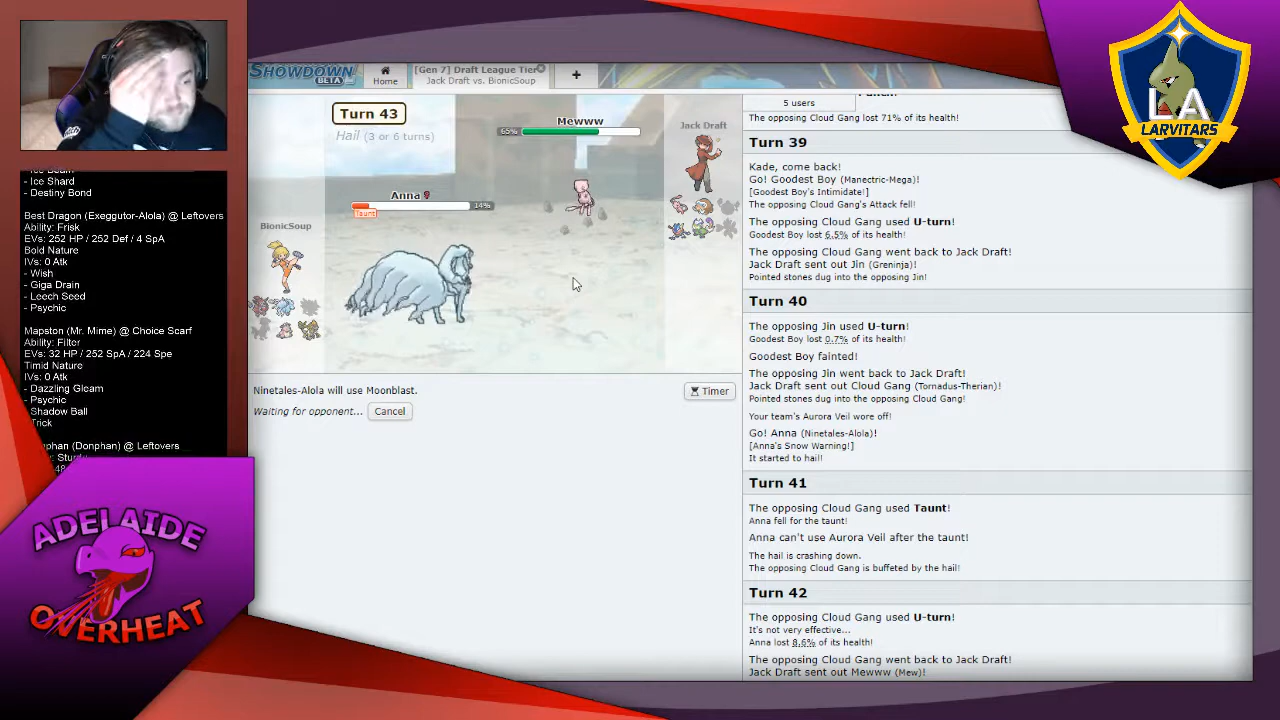 - Ice Beam
- Ice Shard
- Destiny Bond
Best Dragon (Exeggutor-Alola) @ Leftovers
Ability: Frisk
EVs: 252 HP / 252 Def / 4 SpA
Bold Nature
IVs: 0 Atk
- Wish
- Giga Drain
- Leech Seed
- Psychic
Mapston (Mr. Mime) @ Choice Scarf
Ability: Filter
EVs: 32 HP / 252 SpA / 224 Spe
Timid Nature
IVs: 0 Atk
- Dazzling Gleam
- Psychic
- Shadow Ball
Trick
phan (Donphan) @ Leftovers
ADELAIDE
OVERHEAT
SHOWDOWN
BETA
Home
[Gen 7] Draft League Tier
Jack Draft vs. BionicSoup
+
Turn 43
Hail (3 or 6 turns)
Mewww
65%
Jack Draft
Anna
14%
Taunt
BionicSoup
Ninetales-Alola will use Moonblast.
Timer
Waiting for opponent...
Cancel
5 users
The opposing Cloud Gang lost 71% of its health!
Turn 39
Kade, come back!
Go! Goodest Boy (Manectric-Mega)!
[Goodest Boy's Intimidate!]
The opposing Cloud Gang's Attack fell!
The opposing Cloud Gang used U-turn!
Goodest Boy lost 6.5% of its health!
The opposing Cloud Gang went back to Jack Draft!
Jack Draft sent out Jin (Greninja)!
Pointed stones dug into the opposing Jin!
Turn 40
The opposing Jin used U-turn!
Goodest Boy lost 0.7% of its health!
Goodest Boy fainted!
The opposing Jin went back to Jack Draft!
Jack Draft sent out Cloud Gang (Tornadus-Therian)!
Pointed stones dug into the opposing Cloud Gang!
Your team's Aurora Veil wore off!
Go! Anna (Ninetales-Alola)!
[Anna's Snow Warning!]
It started to hail!
Turn 41
The opposing Cloud Gang used Taunt!
Anna fell for the taunt!
Anna can't use Aurora Veil after the taunt!
The hail is crashing down.
The opposing Cloud Gang is buffeted by the hail!
Turn 42
The opposing Cloud Gang used U-turn!
It's not very effective...
Anna lost 8.6% of its health!
The opposing Cloud Gang went back to Jack Draft!
Jack Draft sent out Mewww (Mew)!
LA
LARVITARS